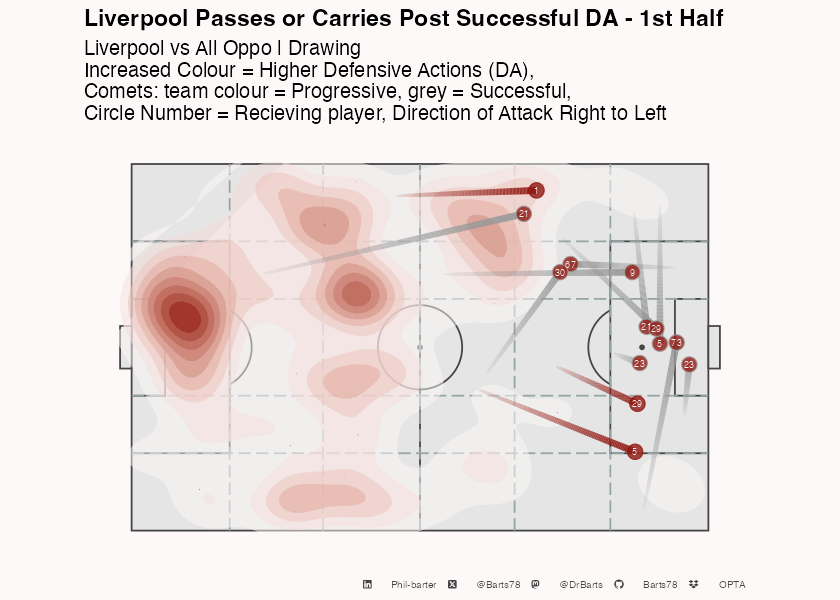 Liverpool Passes or Carries Post Successful DA - 1st Half
Liverpool vs All Oppo l Drawing
Increased Colour = Higher Defensive Actions (DA),
Comets: team colour = Progressive, grey = Successful,
Circle Number = Recieving player, Direction of Attack Right to Left
1
21
67
30
9
21
29
5
73
23
23
29
5
Phil-barter
@Barts78
@DrBarts
Barts78
OPTA